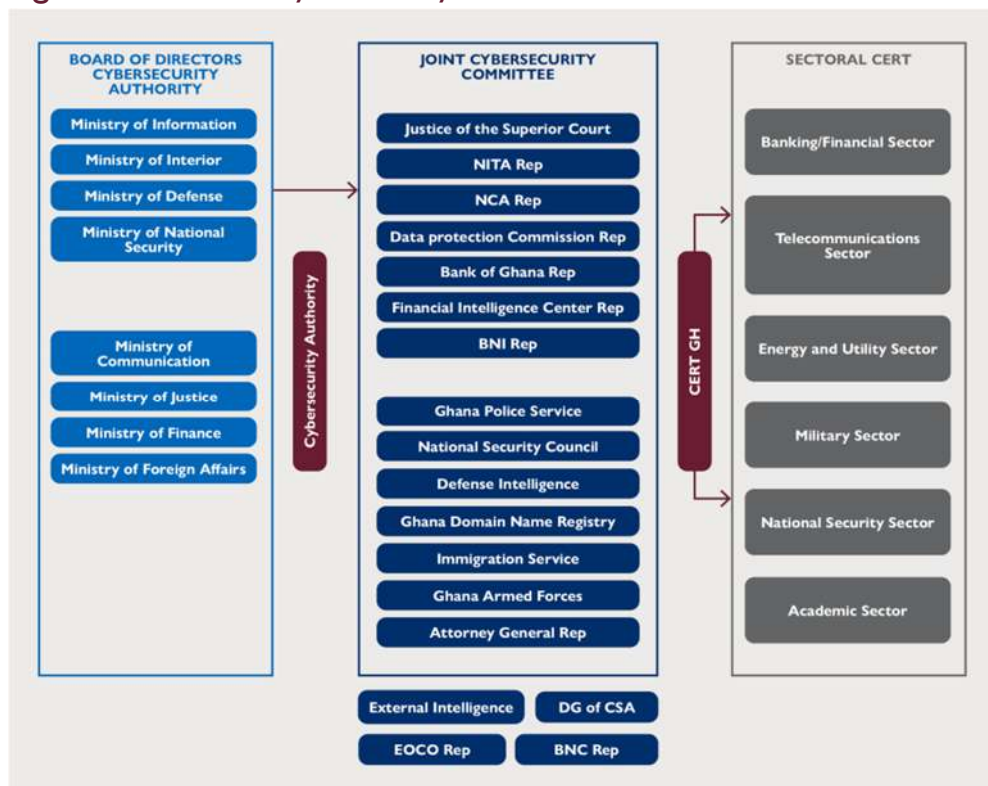 BOARD OF DIRECTORS
CYBERSECURITY
AUTHORITY
Ministry of Information
Ministry of Interior
Ministry of Defense
Ministry of National
Security
Ministry of
Communication
Ministry of Justice
Ministry of Finance
Ministry of Foreign Affairs
Cybersecurity Authority
JOINT CYBERSECURITY
COMMITTEE
Justice of the Superior Court
NITA Rep
NCA Rep
Data protection Commission Rep
Bank of Ghana Rep
Financial Intelligence Center Rep
BNI Rep
Ghana Police Service
National Security Council
Defense Intelligence
Ghana Domain Name Registry
Immigration Service
Ghana Armed Forces
Attorney General Rep
External Intelligence
DG of CSA
EOCO Rep
BNC Rep
CERT GH
SECTORAL CERT
Banking/Financial Sector
Telecommunications
Sector
Energy and Utility Sector
Military Sector
National Security Sector
Academic Sector